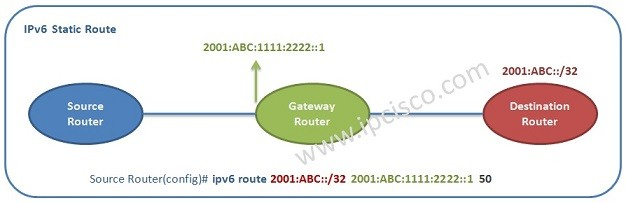 IPv6 Static Route
2001:ABC:1111:2222::1
2001:ABC::/32
Source
Router
Gateway
Router
Destination
Router
www.ipcisco.com
Source Router(config)# ipv6 route 2001:ABC::/32 2001:ABC:1111:2222::1 50